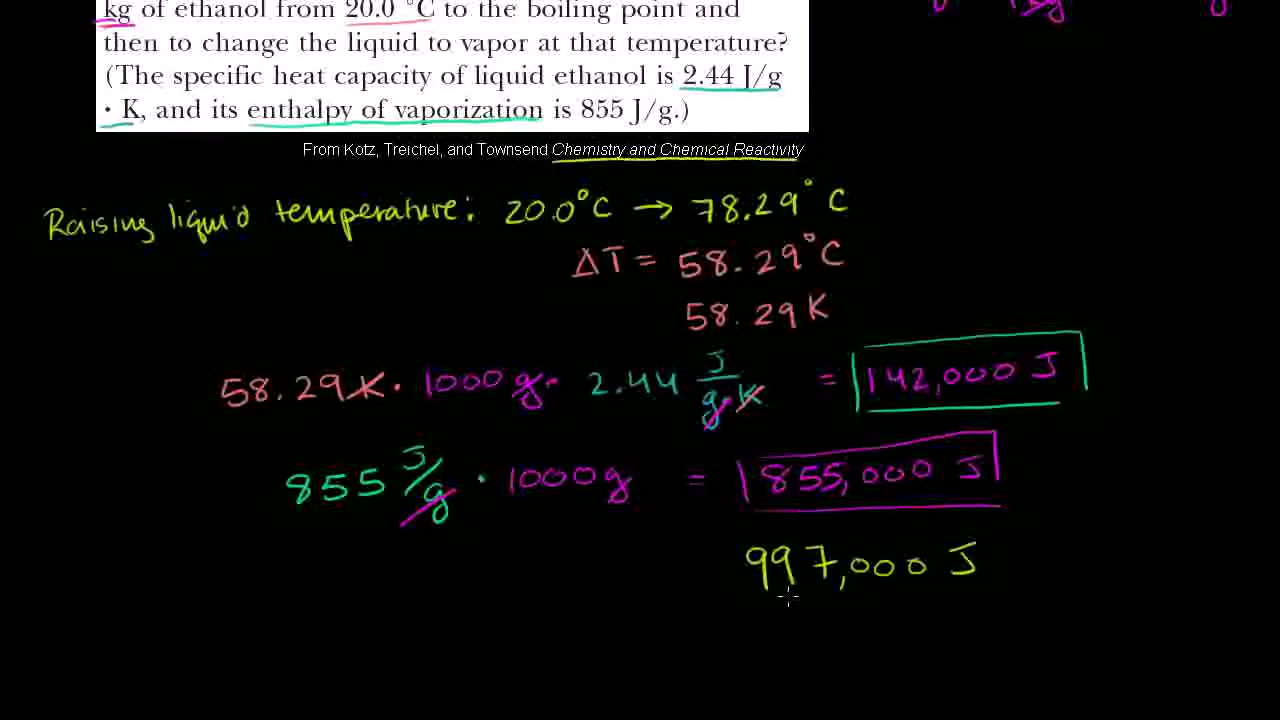 kg of ethanol from 20.0 °C to the boiling point and
then to change the liquid to vapor at that temperature?
(The specific heat capacity of liquid ethanol is 2.44 J/g
· K, and its enthalpy of vaporization is 855 J/g.)
From Kotz, Treichel, and Townsend Chemistry and Chemical Reactivity
Raising liquid temperature: 20.0°C → 78.29°C
ΔT = 58.29°C
58.29K
58.29K · 1000 g · 2.44 J/g·K = 142,000 J
855 J/g · 1000g = 855,000 J
997,000 J